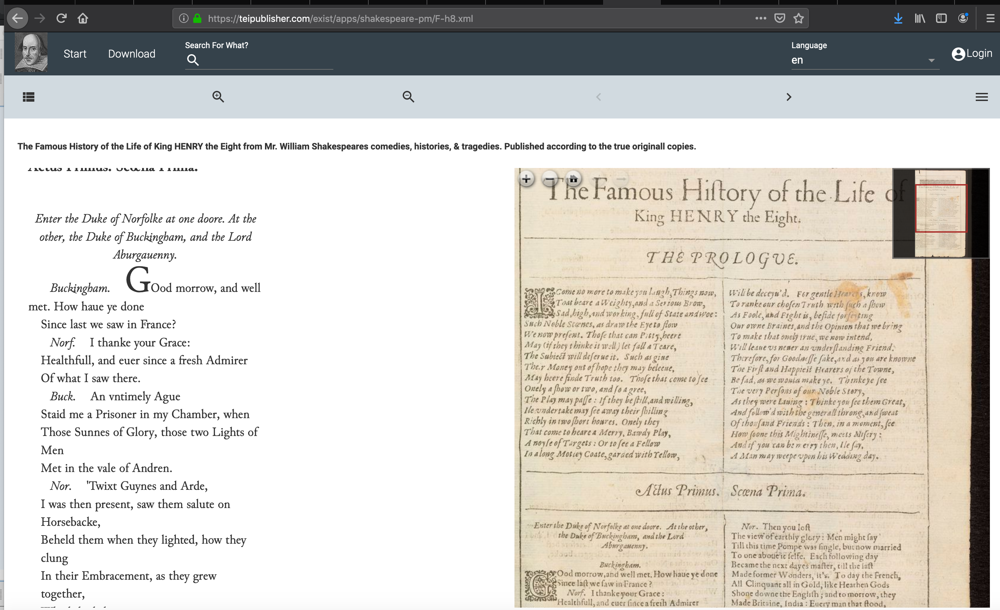 https://teipublisher.com/exist/apps/shakespeare-pm/F-h8.xml
Start
Download
Search For What?
Language
en
Login
The Famous History of the Life of King HENRY the Eight from Mr. William Shakespeares comedies, histories, & tragedies. Published according to the true originall copies.
Actus Primus. Scœna Prima.
Enter the Duke of Norfolke at one doore. At the
other, the Duke of Buckingham, and the Lord
Aburgauenny.
Buckingham. GOod morrow, and well
met. How haue ye done
Since last we saw in France?
Norf. I thanke your Grace:
Healthfull, and euer since a fresh Admirer
Of what I saw there.
Buck. An vntimely Ague
Staid me a Prisoner in my Chamber, when
Those Sunnes of Glory, those two Lights of
Men
Met in the vale of Andren.
Nor. 'Twixt Guynes and Arde,
I was then present, saw them salute on
Horsebacke,
Beheld them when they lighted, how they
clung
In their Embracement, as they grew
together,
The Famous Hiſtory of the Life of
King HENRY the Eight.
THE PROLOGVE.
I Come no more to make you laugh, Things now,
That beare a Weighty, and a Serious Brow,
Sad, high, and working, full of State and Woe:
Such Noble Scœnes, as draw the Eye to flow
We now preſent. Thoſe that can Pitty, heere
May (if they thinke it well) let fall a Teare,
The Subiect will deſerue it. Such as giue
Their Money out of hope they may beleeue,
May heere finde Truth too. Thoſe that come to ſee
Onely a ſhow or two, and ſo agree,
The Play may paſſe: If they be ſtill, and willing,
Ile vndertake may ſee away their ſhilling
Richly in two ſhort houres. Onely they
That come to heare a Merry, Bawdy Play,
A noyſe of Targets: Or to ſee a Fellow
In a long Motley Coate, garded with Yellow,
Will be deceyu'd. For gentle Hearers, know
To ranke our choſen Truth with ſuch a ſhow
As Foole, and Fight is, beſide forfeyting
Our owne Braines, and the Opinion that we bring
To make that onely true, we now intend,
Will leaue vs neuer an vnderſtanding Friend.
Therefore, for Goodneſſe ſake, and as you are knowne
The Firſt and Happieſt Hearers of the Towne,
Be ſad, as we would make ye. Thinke ye ſee
The very Perſons of our Noble Story,
As they were Liuing: Thinke you ſee them Great,
And follow'd with the generall throng, and ſweat
Of thouſand Friends: Then, in a moment, ſee
How ſoone this Mightineſſe, meets Miſery:
And if you can be merry then, Ile ſay,
A Man may weepe vpon his Wedding day.
Actus Primus. Scœna Prima.
Enter the Duke of Norfolke at one doore. At the other,
the Duke of Buckingham, and the Lord
Aburgauenny.
Buckingham.
GOod morrow, and well met. How haue ye done
Since laſt we ſaw in France?
Norf. I thanke your Grace:
Healthfull, and euer ſince a freſh Admirer
Nor. Then you loſt
The view of earthly glory: Men might ſay
Till this time Pompe was ſingle, but now married
To one aboue it ſelfe. Each following day
Became the next dayes maſter, till the laſt
Made former Wonders, it's. To day the French,
All Clinquant all in Gold, like Heathen Gods
Shone downe the Engliſh; and to morrow, they
Made Britaine, India: Euery man that ſtood,